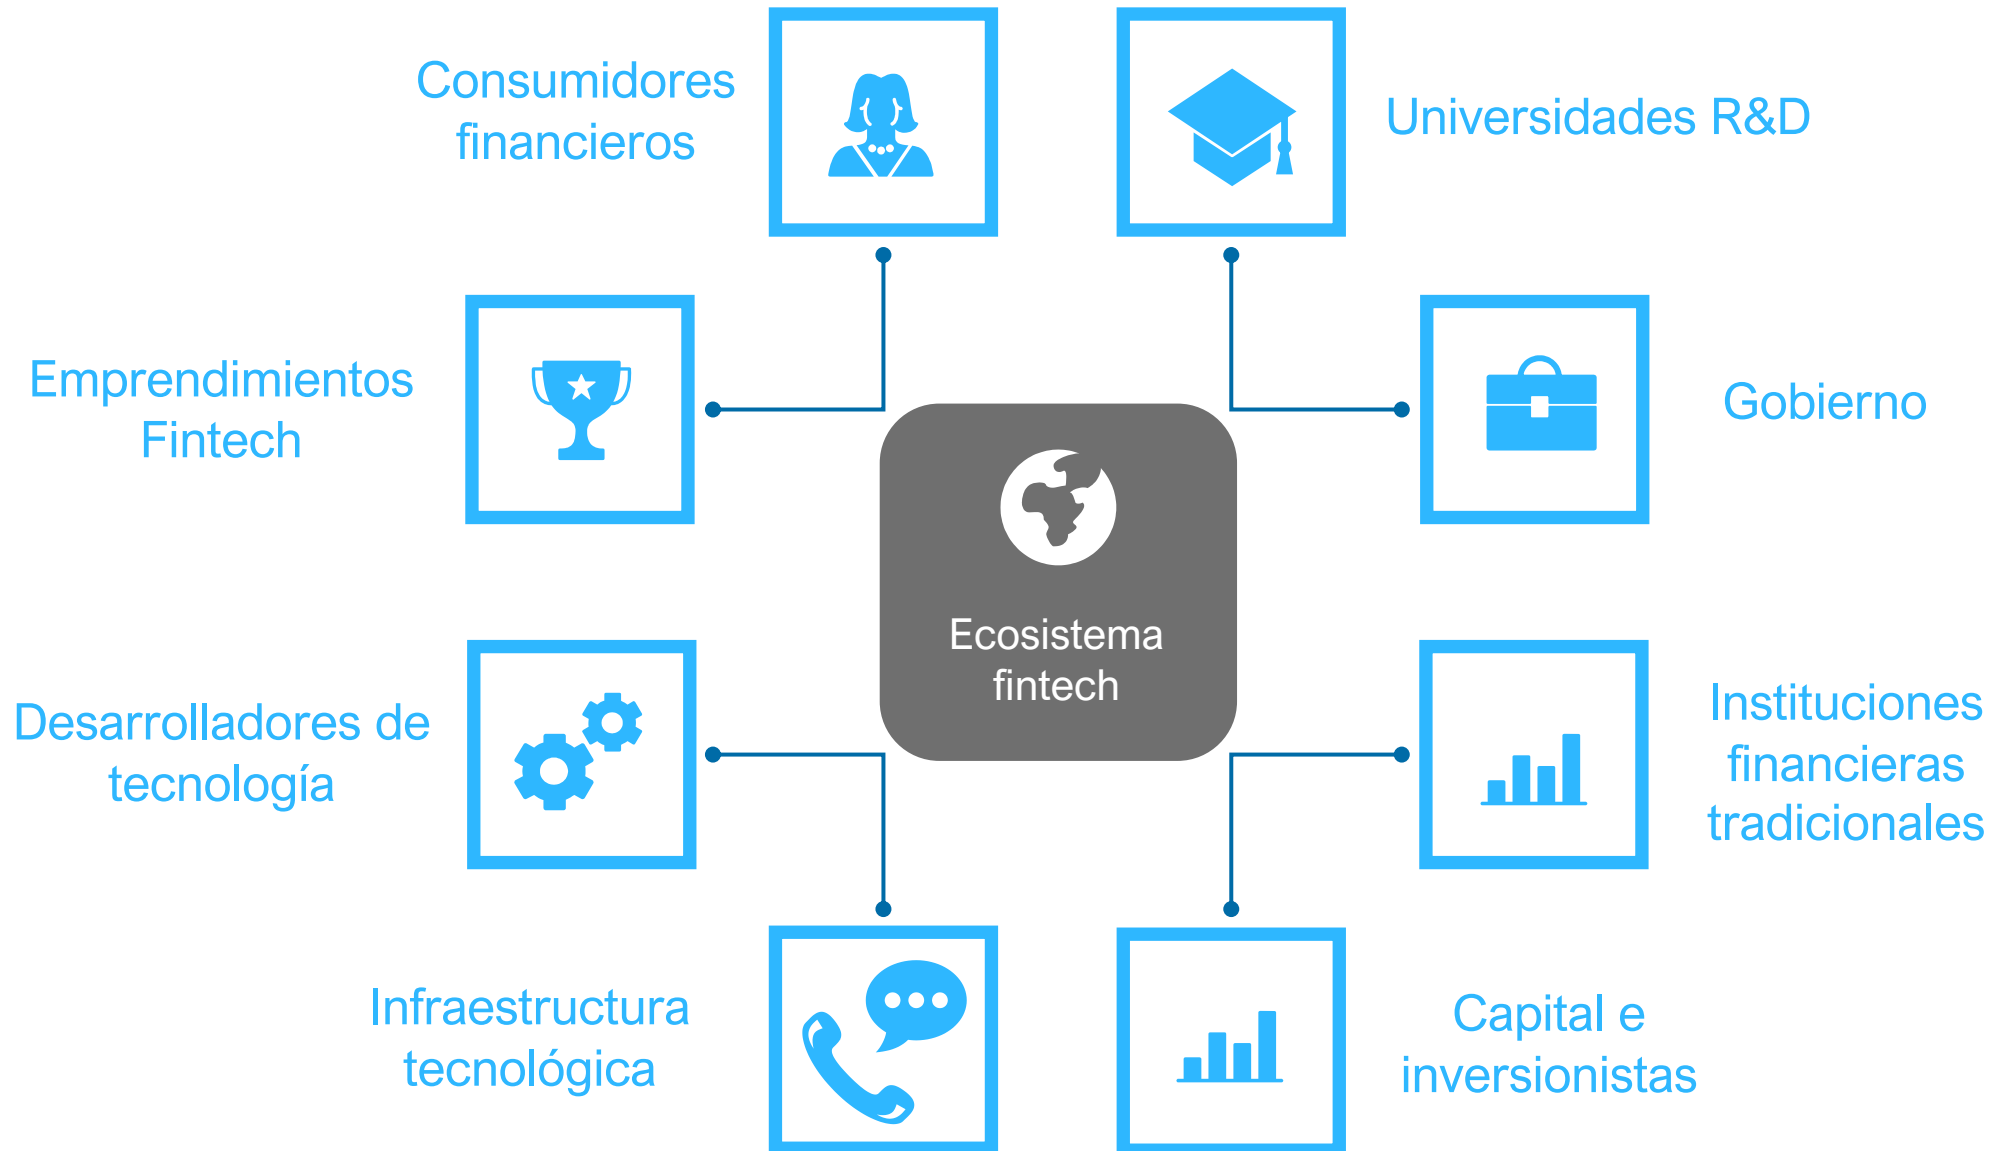 Consumidores
financieros
Universidades R&D
Emprendimientos
Fintech
Gobierno
Ecosistema
fintech
Desarrolladores de
tecnología
Instituciones
financieras
tradicionales
Infraestructura
tecnológica
Capital e
inversionistas